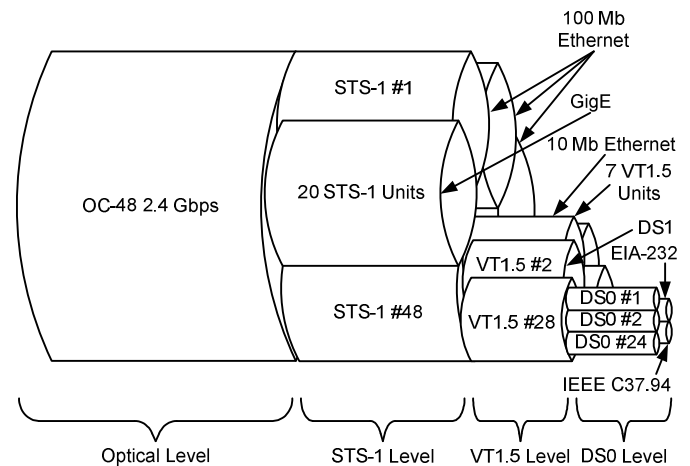 100 Mb
Ethernet
STS-1 #1
GigE
10 Mb Ethernet
7 VT1.5
Units
20 STS-1 Units
OC-48 2.4 Gbps
DS1
EIA-232
VT1.5 #2
DS0 #1
STS-1 #48
VT1.5 #28
DS0 #2
DS0 #24
IEEE C37.94
Optical Level
STS-1 Level
VT1.5 Level
DS0 Level